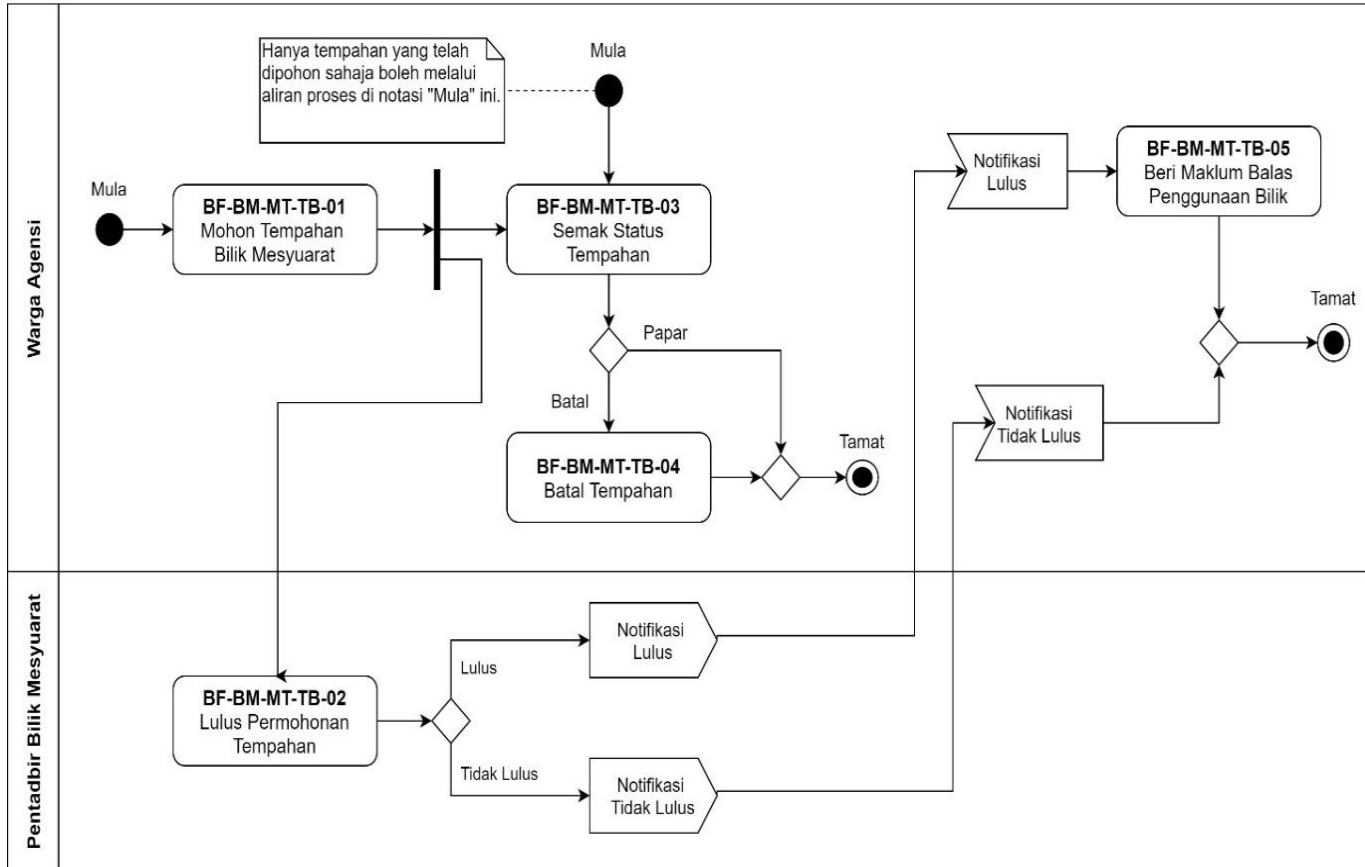 Warga Agensi
Hanya tempahan yang telah
dipohon sahaja boleh melalui
aliran proses di notasi "Mula" ini.
Mula
Mula
BF-BM-MT-TB-01
Mohon Tempahan
Bilik Mesyuarat
BF-BM-MT-TB-03
Semak Status
Tempahan
Papar
Batal
BF-BM-MT-TB-04
Batal Tempahan
Tamat
Notifikasi
Lulus
BF-BM-MT-TB-05
Beri Maklum Balas
Penggunaan Bilik
Notifikasi
Tidak Lulus
Tamat
Pentadbir Bilik Mesyuarat
BF-BM-MT-TB-02
Lulus Permohonan
Tempahan
Lulus
Notifikasi
Lulus
Tidak Lulus
Notifikasi
Tidak Lulus